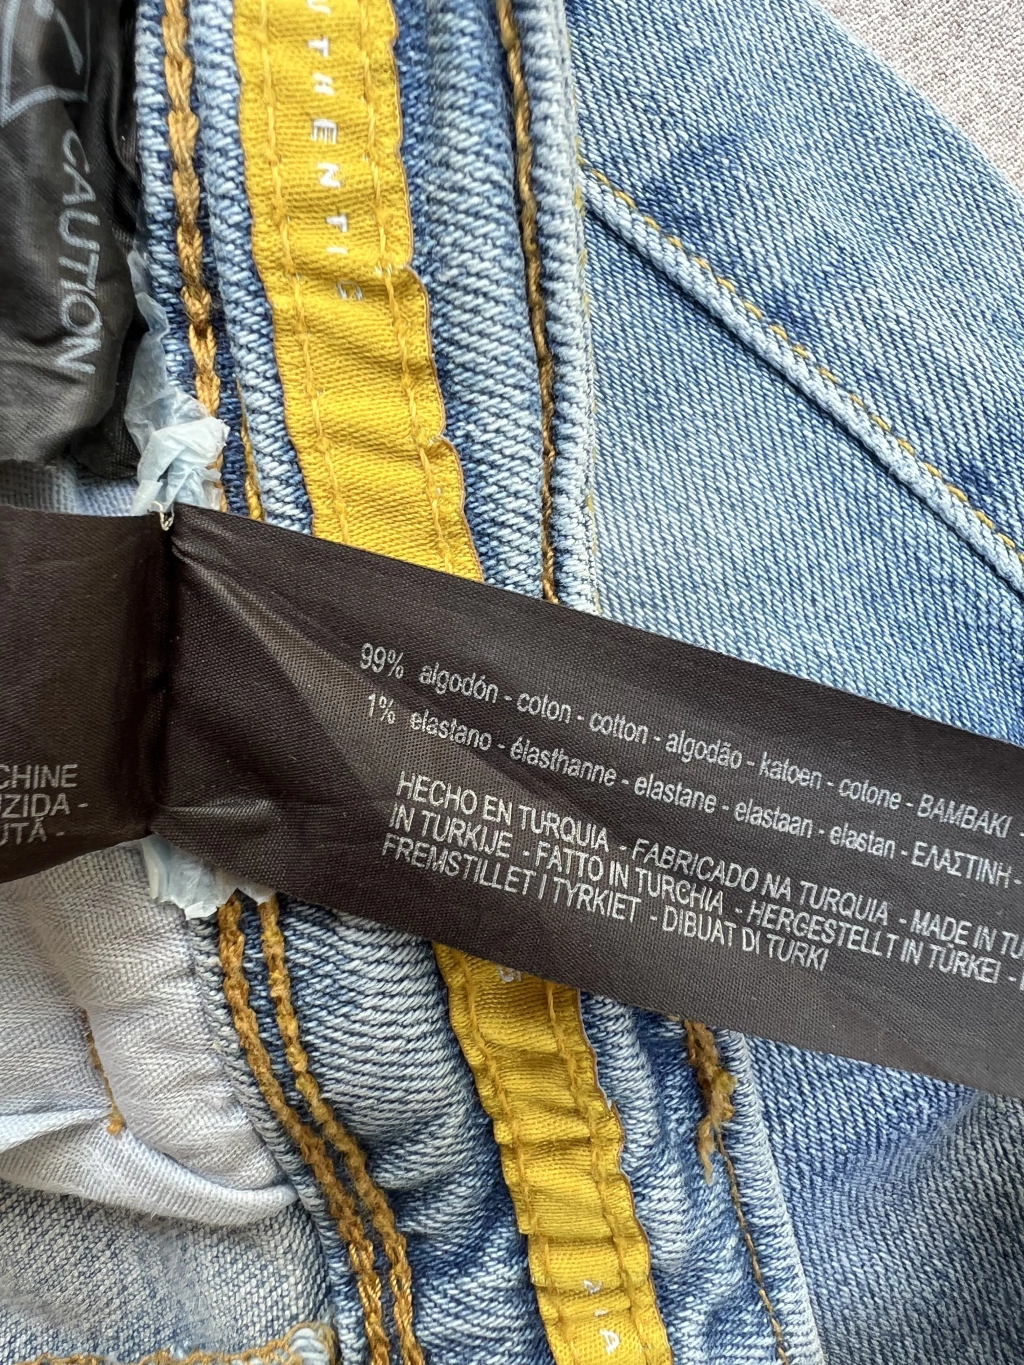 UTHENTIC
CAUTION
CHINE
UZIDA -
UTĂ -
99% algodón - coton - cotton - algodão - katoen - cotone - BAMBAKI -
1% elastano - élasthanne - elastane - elastaan - elastan - ΕΛΑΣΤΙΝΗ -
HECHO EN TURQUIA - FABRICADO NA TURQUIA - MADE IN TU
IN TURKIJE - FATTO IN TURCHIA - HERGESTELLT IN TÜRKEI -
FREMSTILLET I TYRKIET - DIBUAT DI TURKI